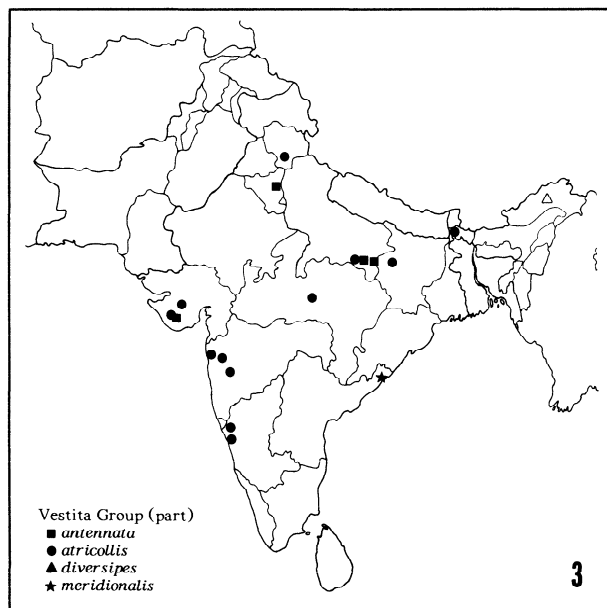 Vestita Group (part)
■ antennata
● atricollis
▲ diversipes
★ meridionalis
3